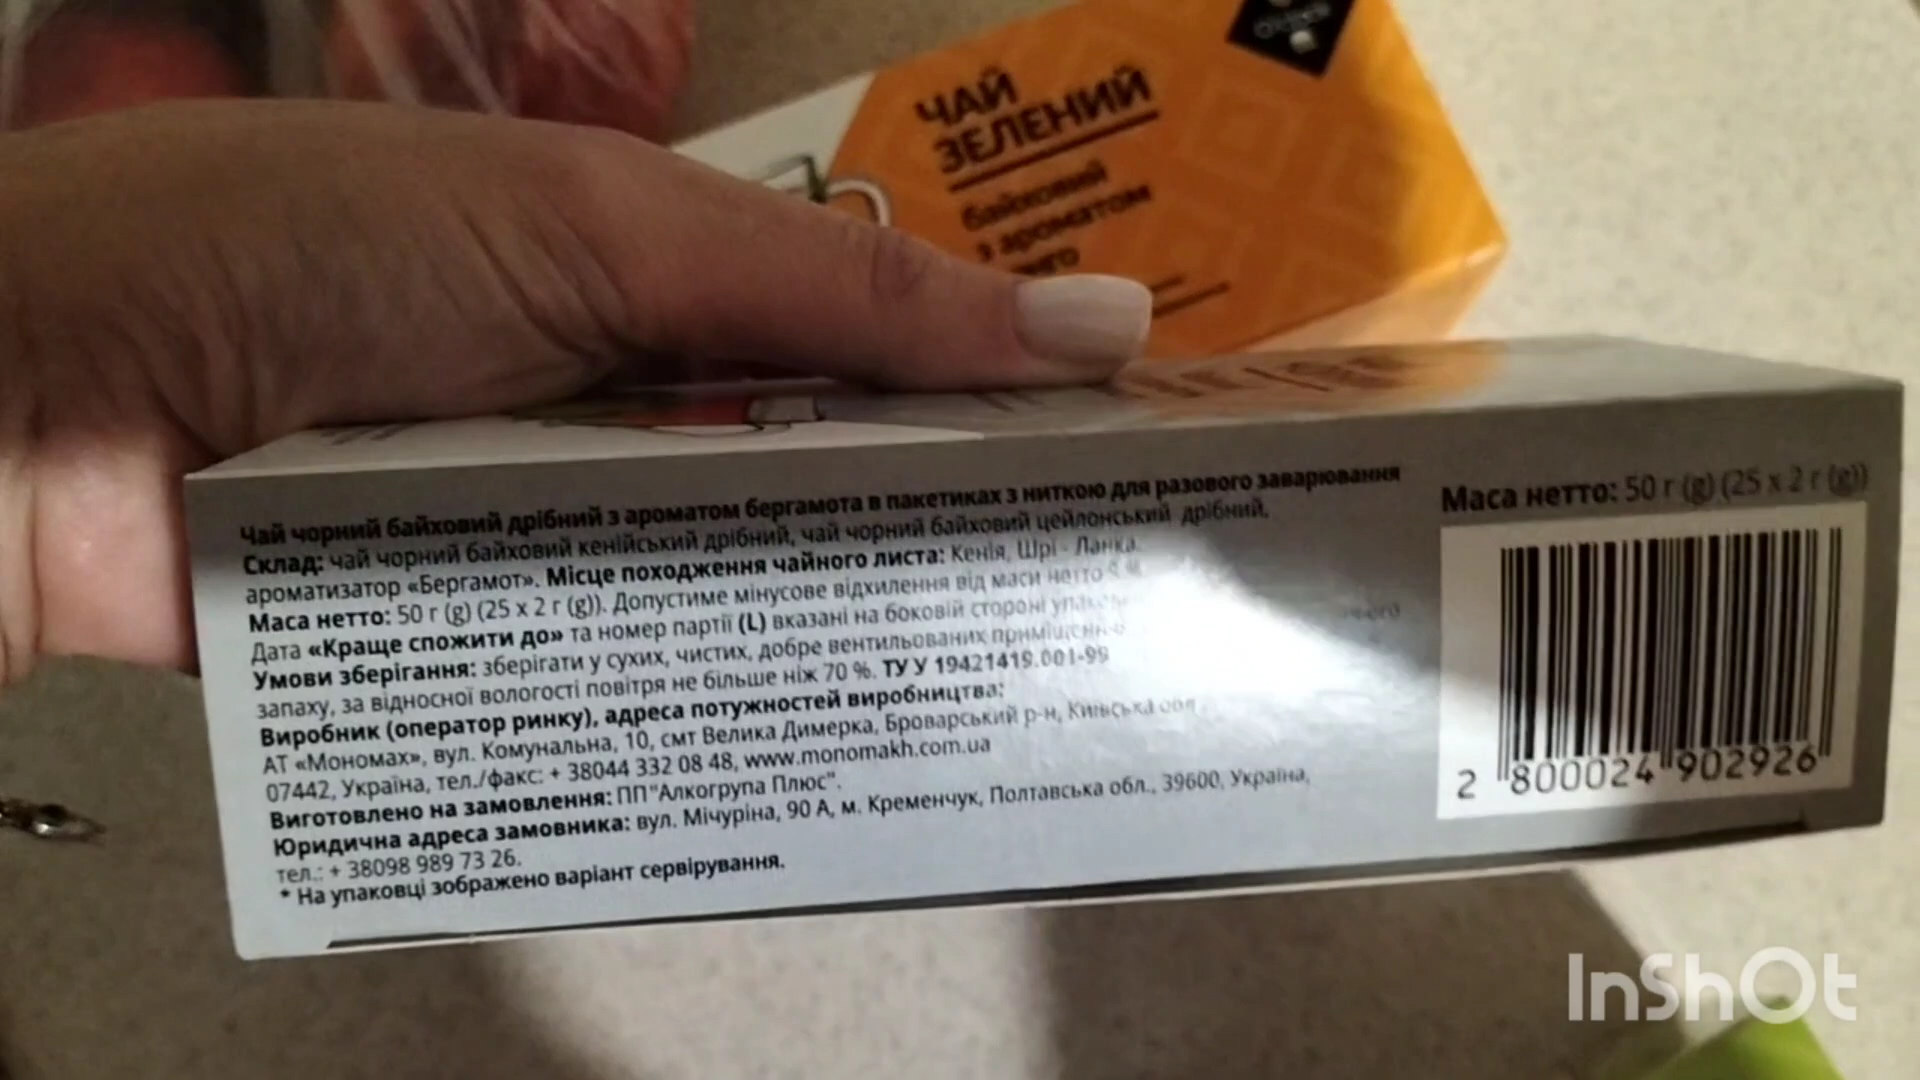 ЧАЙ
ЗЕЛЕНИЙ
байховий
з ароматом
Чай чорний байховий дрібний з ароматом бергамота в пакетиках з ниткою для разового заварювання
Склад: чай чорний байховий кенійський дрібний, чай чорний байховий цейлонський дрібний,
ароматизатор «Бергамот». Місце походження чайного листа: Кенія, Шрі - Ланка.
Маса нетто: 50 г (g) (25 x 2 г (g)). Допустиме мінусове відхилення від маси нетто
Дата «Краще спожити до» та номер партії (L) вказані на боковій стороні
Умови зберігання: зберігати у сухих, чистих, добре вентильованих
запаху, за відносної вологості повітря не більше ніж 70 %. ТУ У 19421419.001-99
Виробник (оператор ринку), адреса потужностей виробництва:
АТ «Мономах», вул. Комунальна, 10, смт Велика Димерка, Броварський р-н, Київська обл.,
07442, Україна, тел./факс: + 38044 332 08 48, www.monomakh.com.ua
Виготовлено на замовлення: ПП"Алкогрупа Плюс".
Юридична адреса замовника: вул. Мічуріна, 90 А, м. Кременчук, Полтавська обл., 39600, Україна,
тел.: + 38098 989 73 26.
* На упаковці зображено варіант сервірування.
Маса нетто: 50 г (g) (25 x 2 г (g))
2 800024 902926
InShOt